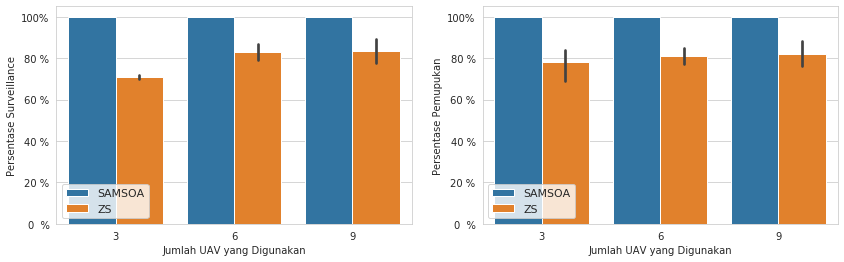 100%
80 %
60 %
40 %
20 %
0 %
Persentase Surveillance
SAMSOA
ZS
3 6 9
Jumlah UAV yang Digunakan
100%
80 %
60 %
40 %
20 %
0 %
Persentase Pemupukan
SAMSOA
ZS
3 6 9
Jumlah UAV yang Digunakan